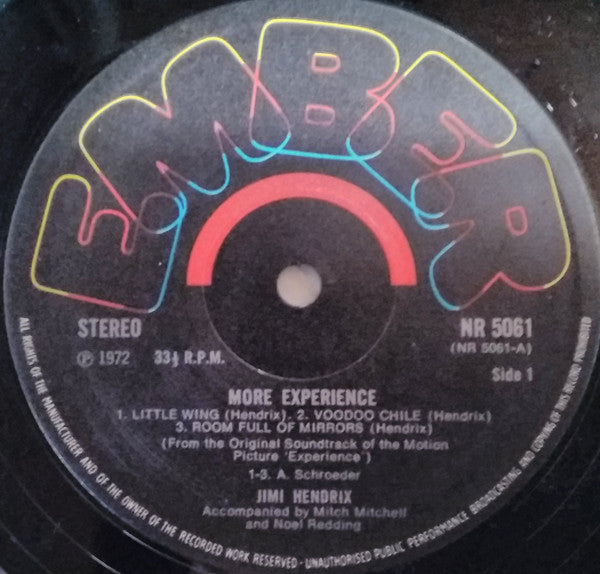 EMBER
STEREO
℗ 1972 33⅓ R.P.M.
NR 5061
(NR 5061-A)
Side 1
MORE EXPERIENCE
1. LITTLE WING (Hendrix). 2. VOODOO CHILE (Hendrix)
3. ROOM FULL OF MIRRORS (Hendrix)
(From the Original Soundtrack of the Motion
Picture 'Experience')
1-3. A. Schroeder
JIMI HENDRIX
Accompanied by Mitch Mitchell
and Noel Redding
ALL RIGHTS OF THE MANUFACTURER AND OF THE OWNER OF THE RECORDED WORK RESERVED - UNAUTHORISED PUBLIC PERFORMANCE BROADCASTING AND COPYING OF THIS RECORD PROHIBITED